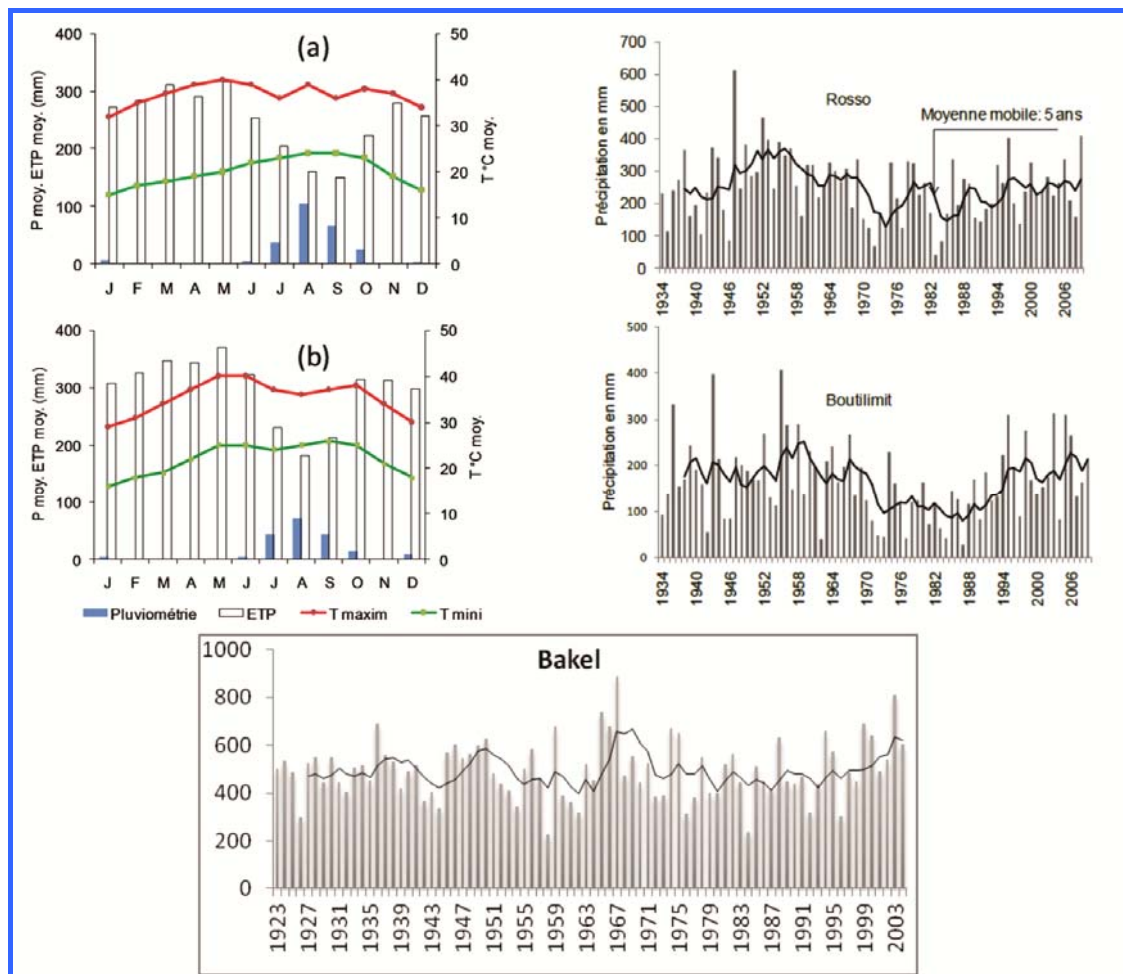 (a)
P moy. ETP moy. (mm)
400
300
200
100
0
50
40
30
20
10
0
T °C moy.
J F M A M J J A S O N D
(b)
P moy. ETP moy. (mm)
400
300
200
100
0
50
40
30
20
10
0
T °C moy.
J F M A M J J A S O N D
Pluviométrie ETP T maxim T mini
Rosso
Moyenne mobile: 5 ans
Précipitation en mm
700
600
500
400
300
200
100
0
1934 1940 1946 1952 1958 1964 1970 1976 1982 1988 1994 2000 2006
Boutilimit
Précipitation en mm
500
400
300
200
100
0
1934 1940 1946 1952 1958 1964 1970 1976 1982 1988 1994 2000 2006
Bakel
1000
800
600
400
200
0
1923 1927 1931 1935 1939 1943 1947 1951 1955 1959 1963 1967 1971 1975 1979 1983 1987 1991 1995 1999 2003